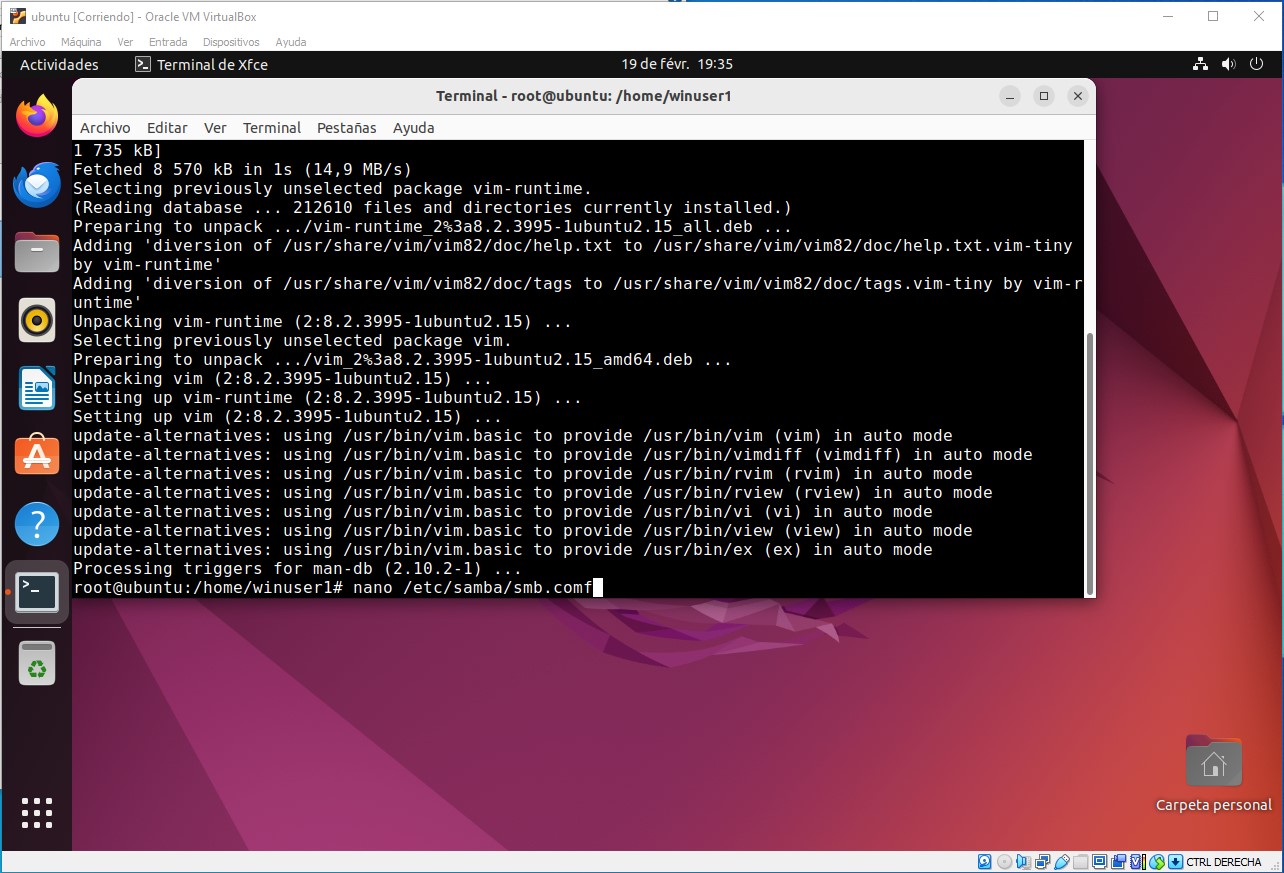 ubuntu [Corriendo] - Oracle VM VirtualBox
Archivo Máquina Ver Entrada Dispositivos Ayuda
Actividades Terminal de Xfce 19 de févr. 19:35
Terminal - root@ubuntu: /home/winuser1
Archivo Editar Ver Terminal Pestañas Ayuda
1 735 kB]
Fetched 8 570 kB in 1s (14,9 MB/s)
Selecting previously unselected package vim-runtime.
(Reading database ... 212610 files and directories currently installed.)
Preparing to unpack .../vim-runtime_2%3a8.2.3995-1ubuntu2.15_all.deb ...
Adding 'diversion of /usr/share/vim/vim82/doc/help.txt to /usr/share/vim/vim82/doc/help.txt.vim-tiny
by vim-runtime'
Adding 'diversion of /usr/share/vim/vim82/doc/tags to /usr/share/vim/vim82/doc/tags.vim-tiny by vim-r
untime'
Unpacking vim-runtime (2:8.2.3995-1ubuntu2.15) ...
Selecting previously unselected package vim.
Preparing to unpack .../vim_2%3a8.2.3995-1ubuntu2.15_amd64.deb ...
Unpacking vim (2:8.2.3995-1ubuntu2.15) ...
Setting up vim-runtime (2:8.2.3995-1ubuntu2.15) ...
Setting up vim (2:8.2.3995-1ubuntu2.15) ...
update-alternatives: using /usr/bin/vim.basic to provide /usr/bin/vim (vim) in auto mode
update-alternatives: using /usr/bin/vim.basic to provide /usr/bin/vimdiff (vimdiff) in auto mode
update-alternatives: using /usr/bin/vim.basic to provide /usr/bin/rvim (rvim) in auto mode
update-alternatives: using /usr/bin/vim.basic to provide /usr/bin/rview (rview) in auto mode
update-alternatives: using /usr/bin/vim.basic to provide /usr/bin/vi (vi) in auto mode
update-alternatives: using /usr/bin/vim.basic to provide /usr/bin/view (view) in auto mode
update-alternatives: using /usr/bin/vim.basic to provide /usr/bin/ex (ex) in auto mode
Processing triggers for man-db (2.10.2-1) ...
root@ubuntu:/home/winuser1# nano /etc/samba/smb.comf
Carpeta personal
CTRL DERECHA